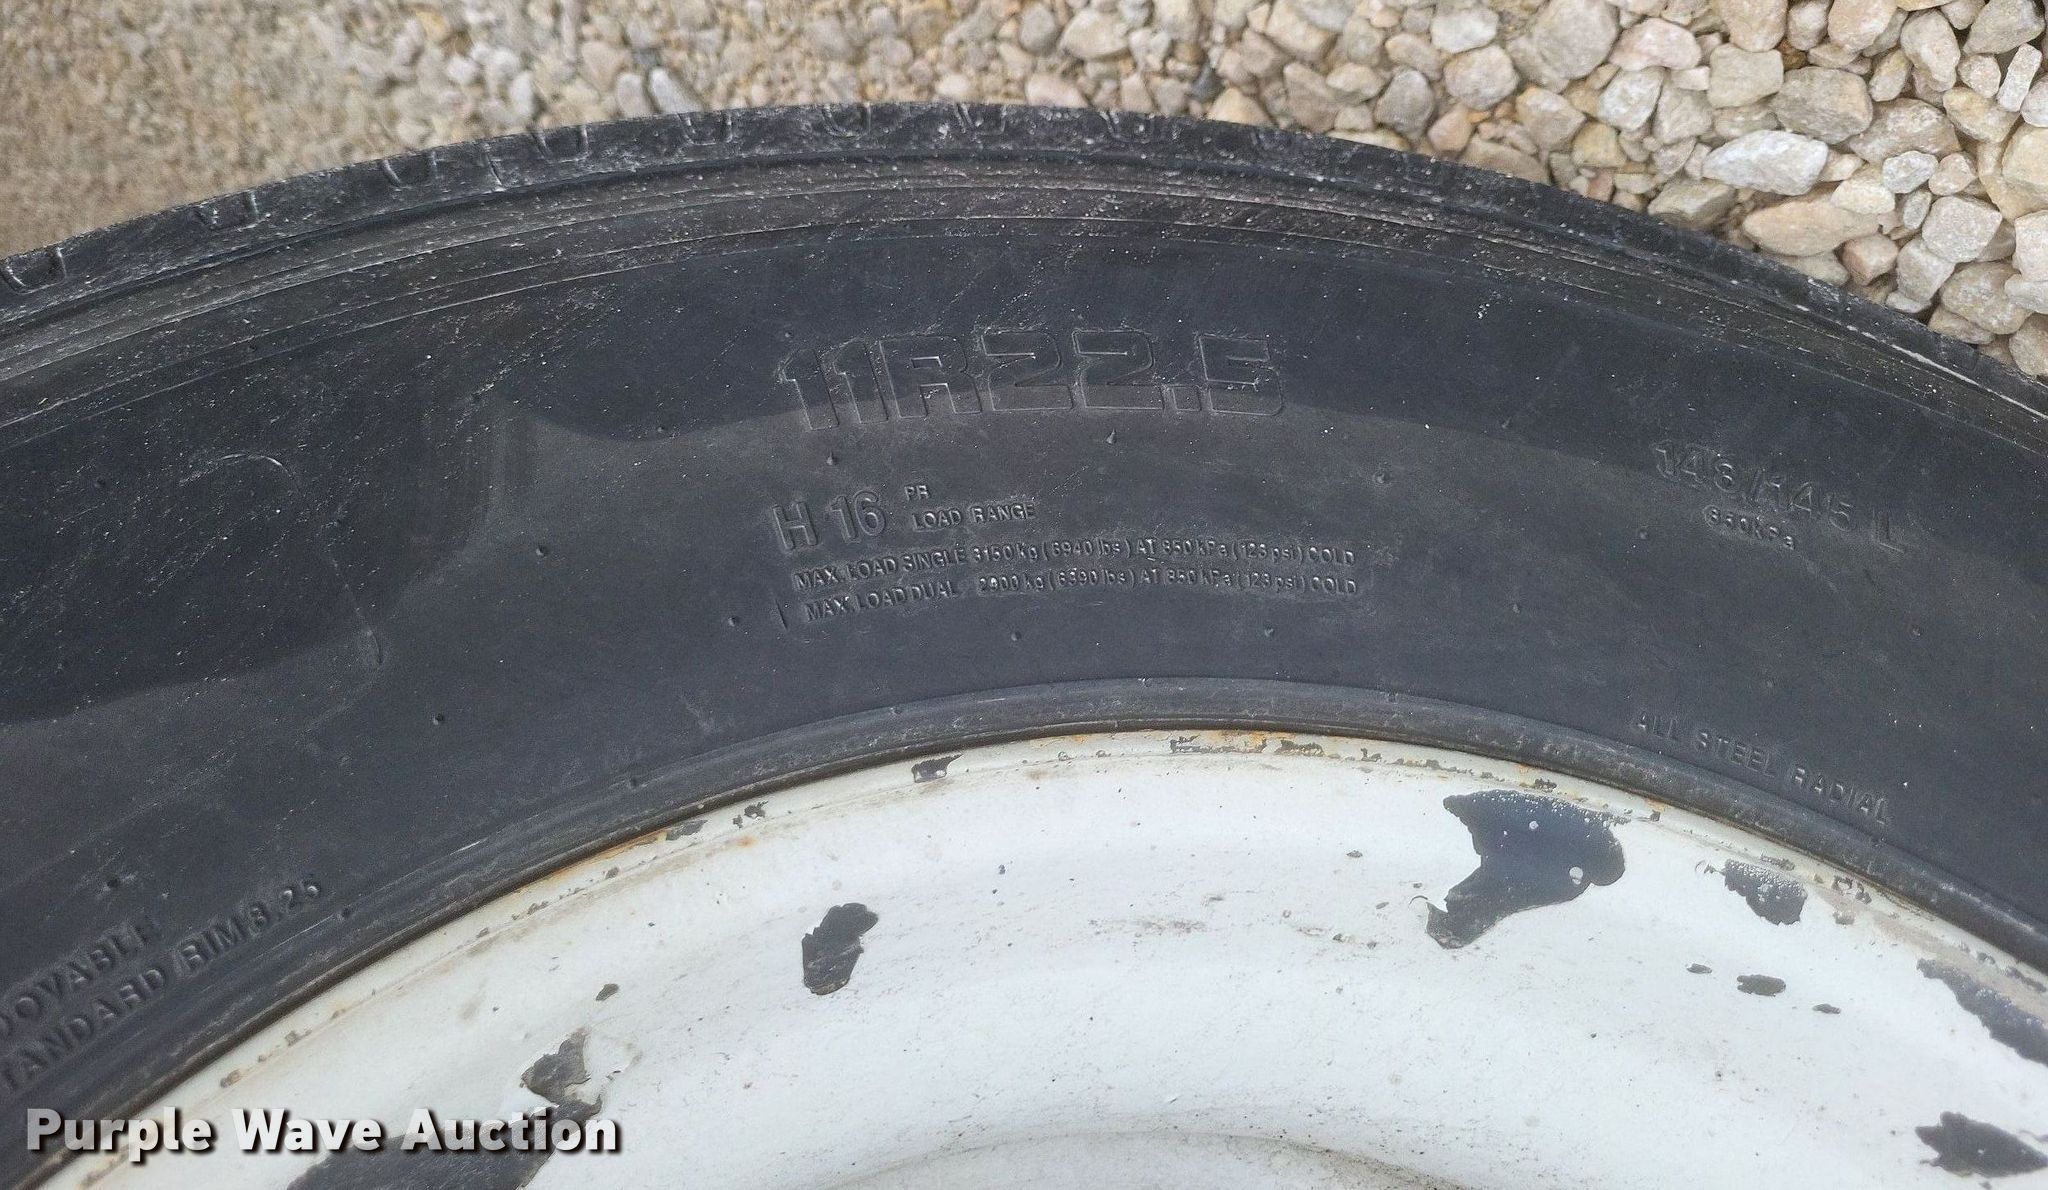 11R22.5
148/145 L
850KPa
H 16 PR
LOAD RANGE
MAX. LOAD SINGLE 3150 Kg ( 6940 lbs ) AT 850 kPa ( 123 psi ) COLD
MAX. LOAD DUAL 2900 kg ( 6390 lbs ) AT 850 kPa ( 123 psi ) COLD
ALL STEEL RADIAL
STANDARD RIM 8.25
Purple Wave Auction